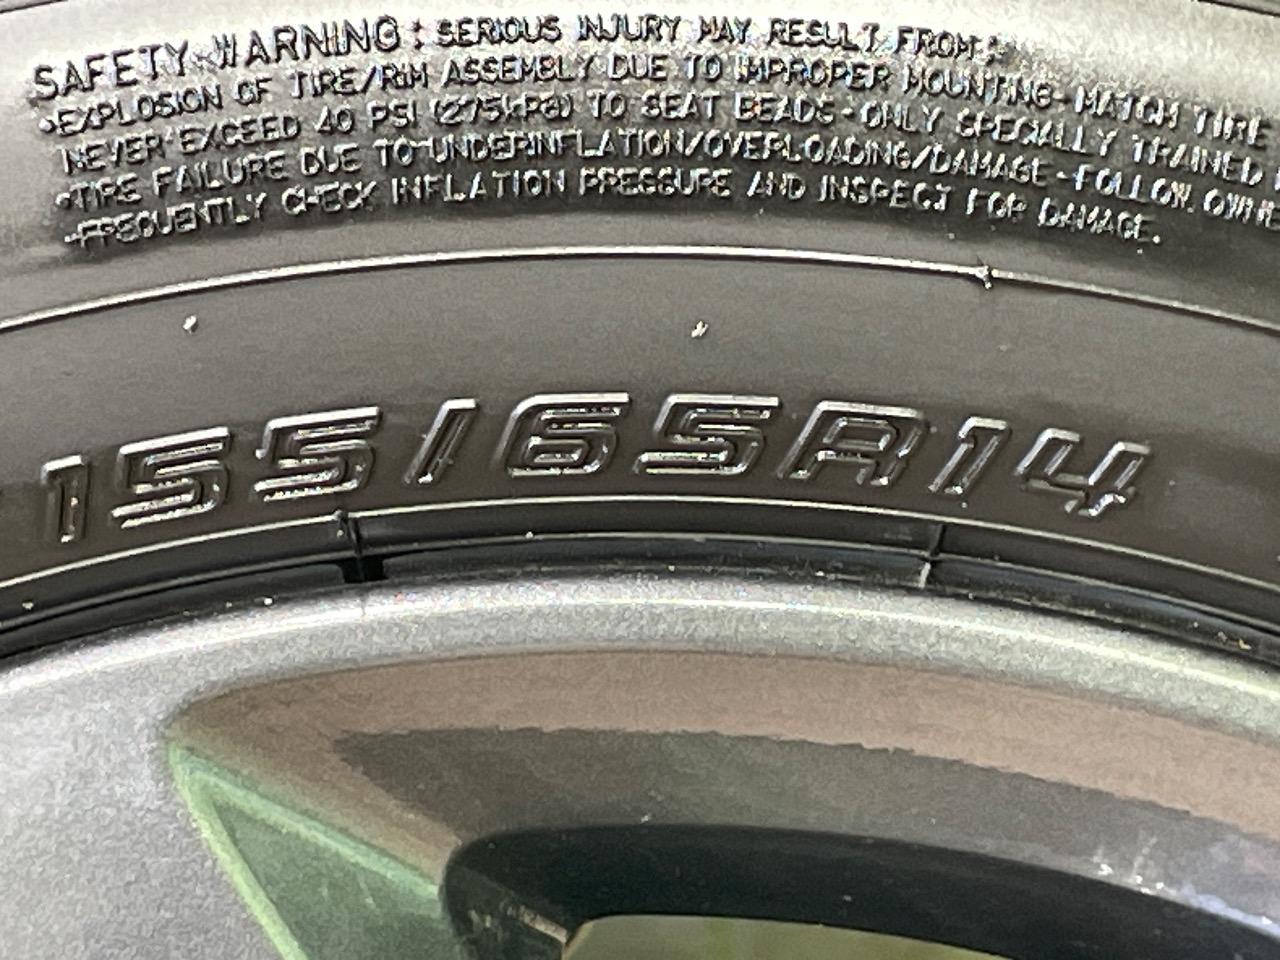 SAFETY WARNING: SERIOUS INJURY MAY RESULT FROM:
•EXPLOSION OF TIRE/RIM ASSEMBLY DUE TO IMPROPER MOUNTING-MATCH TIRE
NEVER EXCEED 40 PSI (275kPa) TO SEAT BEADS-ONLY SPECIALLY TRAINED
•TIRE FAILURE DUE TO UNDERINFLATION/OVERLOADING/DAMAGE-FOLLOW OWNE
-FREQUENTLY CHECK INFLATION PRESSURE AND INSPECT FOR DAMAGE.
155/65R14